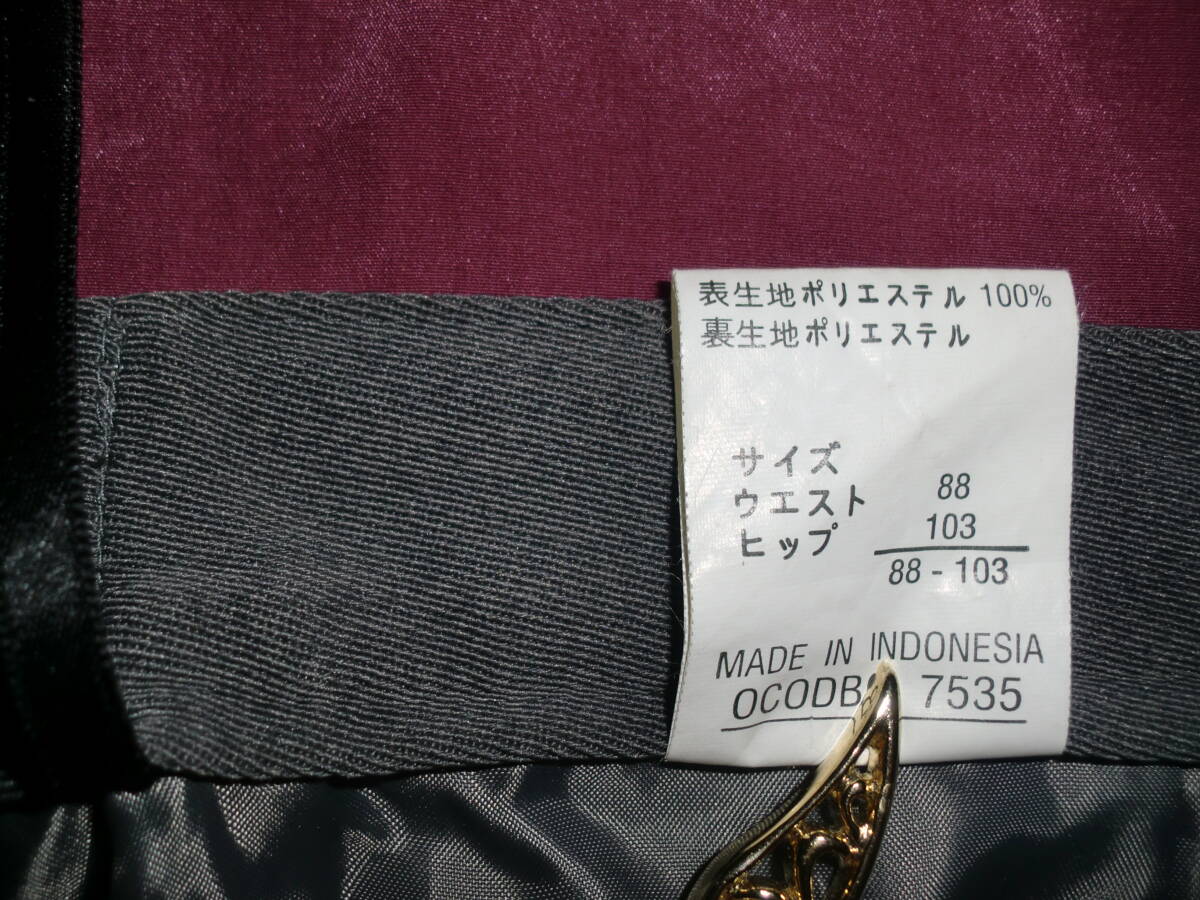 表生地ポリエステル 100%
裏生地ポリエステル
サイズ
ウエスト 88
ヒップ 103
88 - 103
MADE IN INDONESIA
7535